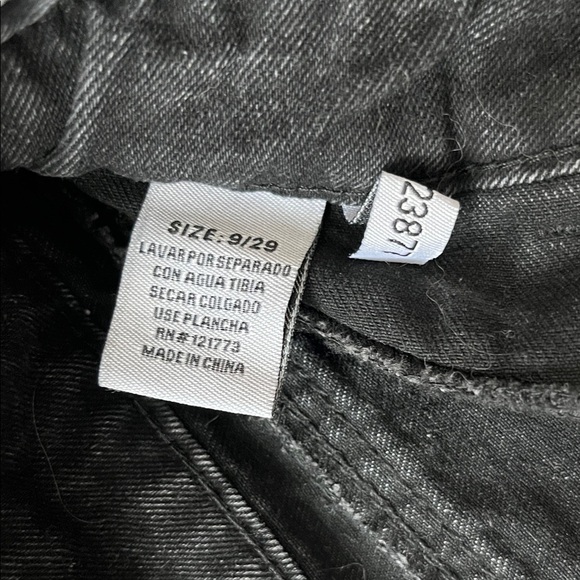 SIZE: 9/29
LAVAR POR SEPARADO
CON AGUA TIBIA
SECAR COLGADO
USE PLANCHA
RN#121773
MADE IN CHINA
2387